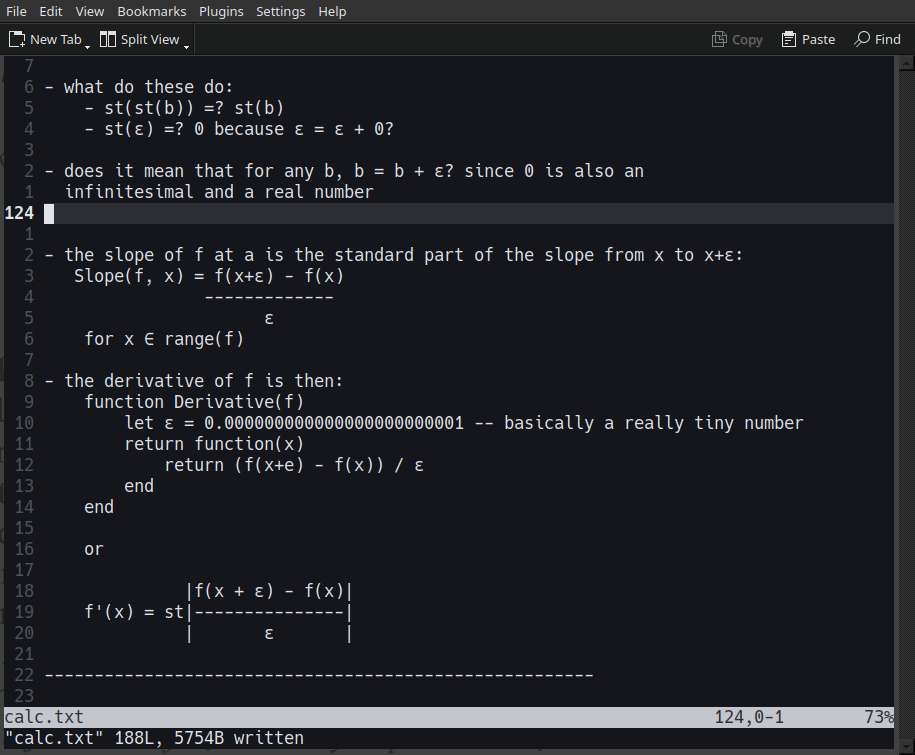 File Edit View Bookmarks Plugins Settings Help
New Tab Split View Copy Paste Find
7
6 - what do these do:
5     - st(st(b)) =? st(b)
4     - st(ε) =? 0 because ε = ε + 0?
3
2 - does it mean that for any b, b = b + ε? since 0 is also an
1   infinitesimal and a real number
124
1
2 - the slope of f at a is the standard part of the slope from x to x+ε:
3    Slope(f, x) = f(x+ε) - f(x)
4                 -------------
5                       ε
6     for x ∈ range(f)
7
8 - the derivative of f is then:
9     function Derivative(f)
10         let ε = 0.000000000000000000000001 -- basically a really tiny number
11         return function(x)
12             return (f(x+e) - f(x)) / ε
13         end
14     end
15
16     or
17
18               |f(x + ε) - f(x)|
19     f'(x) = st|---------------|
20               |       ε       |
21
22 -------------------------------------------------------
23
calc.txt 124,0-1 73%
"calc.txt" 188L, 5754B written